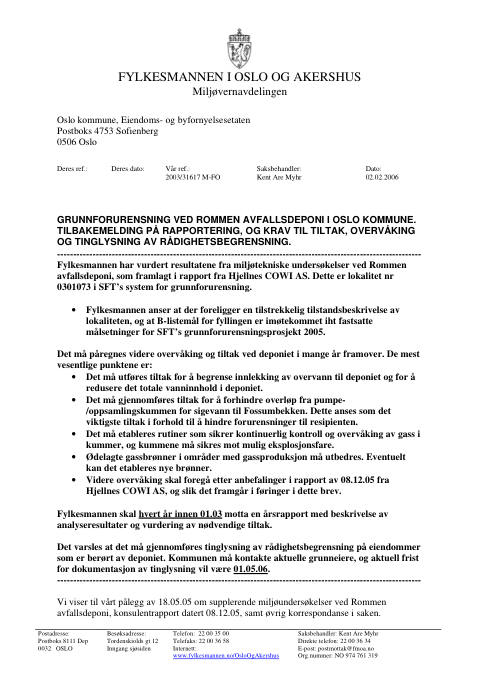 FYLKESMANNEN I OSLO OG AKERSHUS
Miljøvernavdelingen
Oslo kommune, Eiendoms- og byfornyelsesetaten
Postboks 4753 Sofienberg
0506 Oslo
Deres ref.: Deres dato: Vår ref.: Saksbehandler: Dato:
2003/31617 M-FO Kent Are Myhr 02.02.2006
GRUNNFORURENSNING VED ROMMEN AVFALLSDEPONI I OSLO KOMMUNE.
TILBAKEMELDING PÅ RAPPORTERING, OG KRAV TIL TILTAK, OVERVÅKING
OG TINGLYSNING AV RÅDIGHETSBEGRENSNING.
Fylkesmannen har vurdert resultatene fra miljøtekniske undersøkelser ved Rommen
avfallsdeponi, som framlagt i rapport fra Hjellnes COWI AS. Dette er lokalitet nr
0301073 i SFT's system for grunnforurensning.
• Fylkesmannen anser at der foreligger en tilstrekkelig tilstandsbeskrivelse av
lokaliteten, og at B-listemål for fyllingen er imøtekommet iht fastsatte
målsetninger for SFT's grunnforurensingsprosjekt 2005.
Det må påregnes videre overvåking og tiltak ved deponiet i mange år framover. De mest
vesentlige punktene er:
• Det må utføres tiltak for å begrense innlekking av overvann til deponiet og for å
redusere det totale vanninnhold i deponiet.
• Det må gjennomføres tiltak for å forhindre overløp fra pumpe-
/oppsamlingskummen for sigevann til Fossumbekken. Dette anses som det
viktigste tiltak i forhold til å hindre forurensninger til resipienten.
• Det må etableres rutiner som sikrer kontinuerlig kontroll og overvåking av gass i
kummer, og kummene må sikres mot mulig eksplosjonsfare.
• Ødelagte gassbrønner i områder med gassproduksjon må utbedres. Eventuelt
kan det etableres nye brønner.
• Videre overvåking skal foregå etter anbefalinger i rapport av 08.12.05 fra
Hjellnes COWI AS, og slik det framgår i føringer i dette brev.
Fylkesmannen skal hvert år innen 01.03 motta en årsrapport med beskrivelse av
analyseresultater og vurdering av nødvendige tiltak.
Det varsles at det må gjennomføres tinglysning av rådighetsbegrensning på eiendommer
som er berørt av deponiet. Kommunen må kontakte aktuelle grunneiere, og aktuell frist
for dokumentasjon av tinglysning vil være 01.05.06.
Vi viser til vårt pålegg av 18.05.05 om supplerende miljøundersøkelser ved Rommen
avfallsdeponi, konsulentrapport datert 08.12.05, samt øvrig korrespondanse i saken.
Postadresse: Besøksadresse: Telefon: 22 00 35 00 Saksbehandler: Kent Are Myhr
Postboks 8111 Dep Tordenskiolds gt 12 Telefaks: 22 00 36 58 Direkte telefon: 22 00 36 34
0032 OSLO Inngang sjøsiden Internett: E-post: postmottak@fmoa.no
www.fylkesmannen.no/OsloOgAkershus Org.nummer: NO 974 761 319